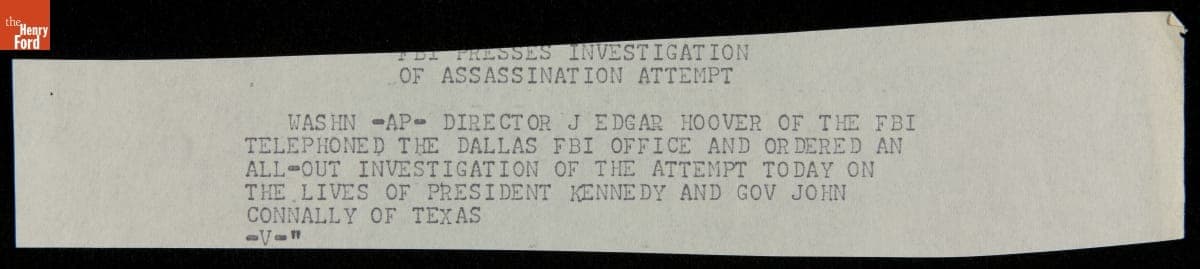 the
Henry
Ford
FBI PRESSES INVESTIGATION
OF ASSASSINATION ATTEMPT
WASHN -AP- DIRECTOR J EDGAR HOOVER OF THE FBI
TELEPHONED THE DALLAS FBI OFFICE AND ORDERED AN
ALL-OUT INVESTIGATION OF THE ATTEMPT TODAY ON
THE LIVES OF PRESIDENT KENNEDY AND GOV JOHN
CONNALLY OF TEXAS
-V-"